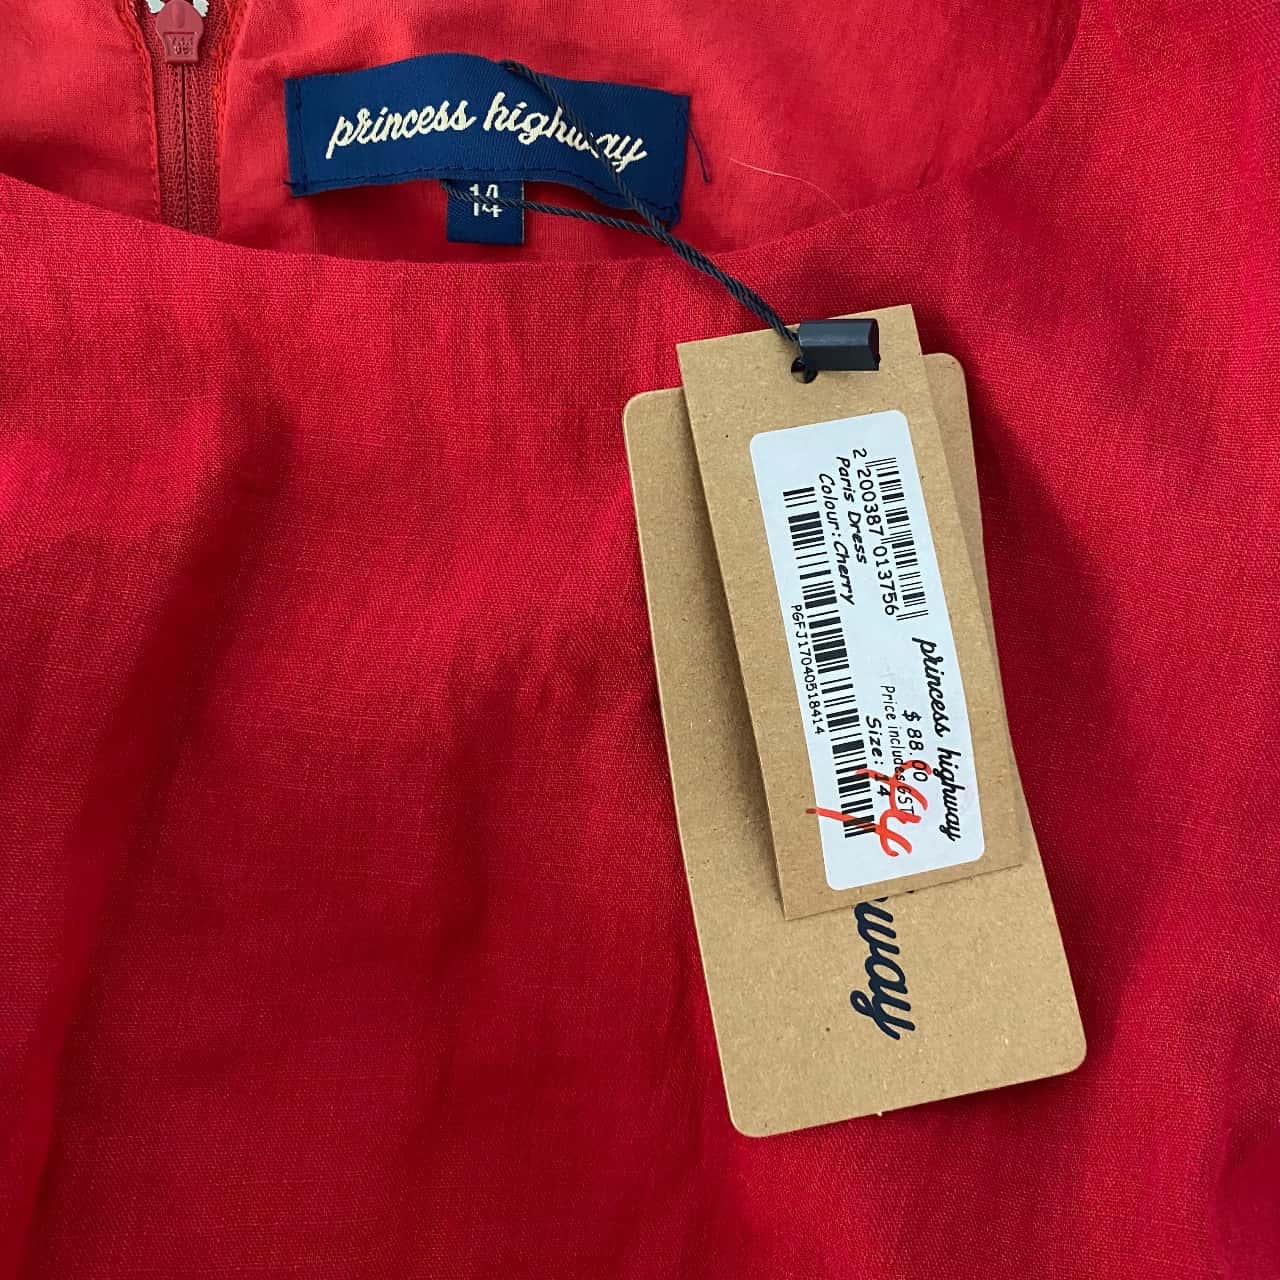 princess highway
14
2 200387 013756
Paris Dress
Colour: Cherry
PGFJ17040518414
princess highway
$ 88.00
Price includes GST
Size: 14
way